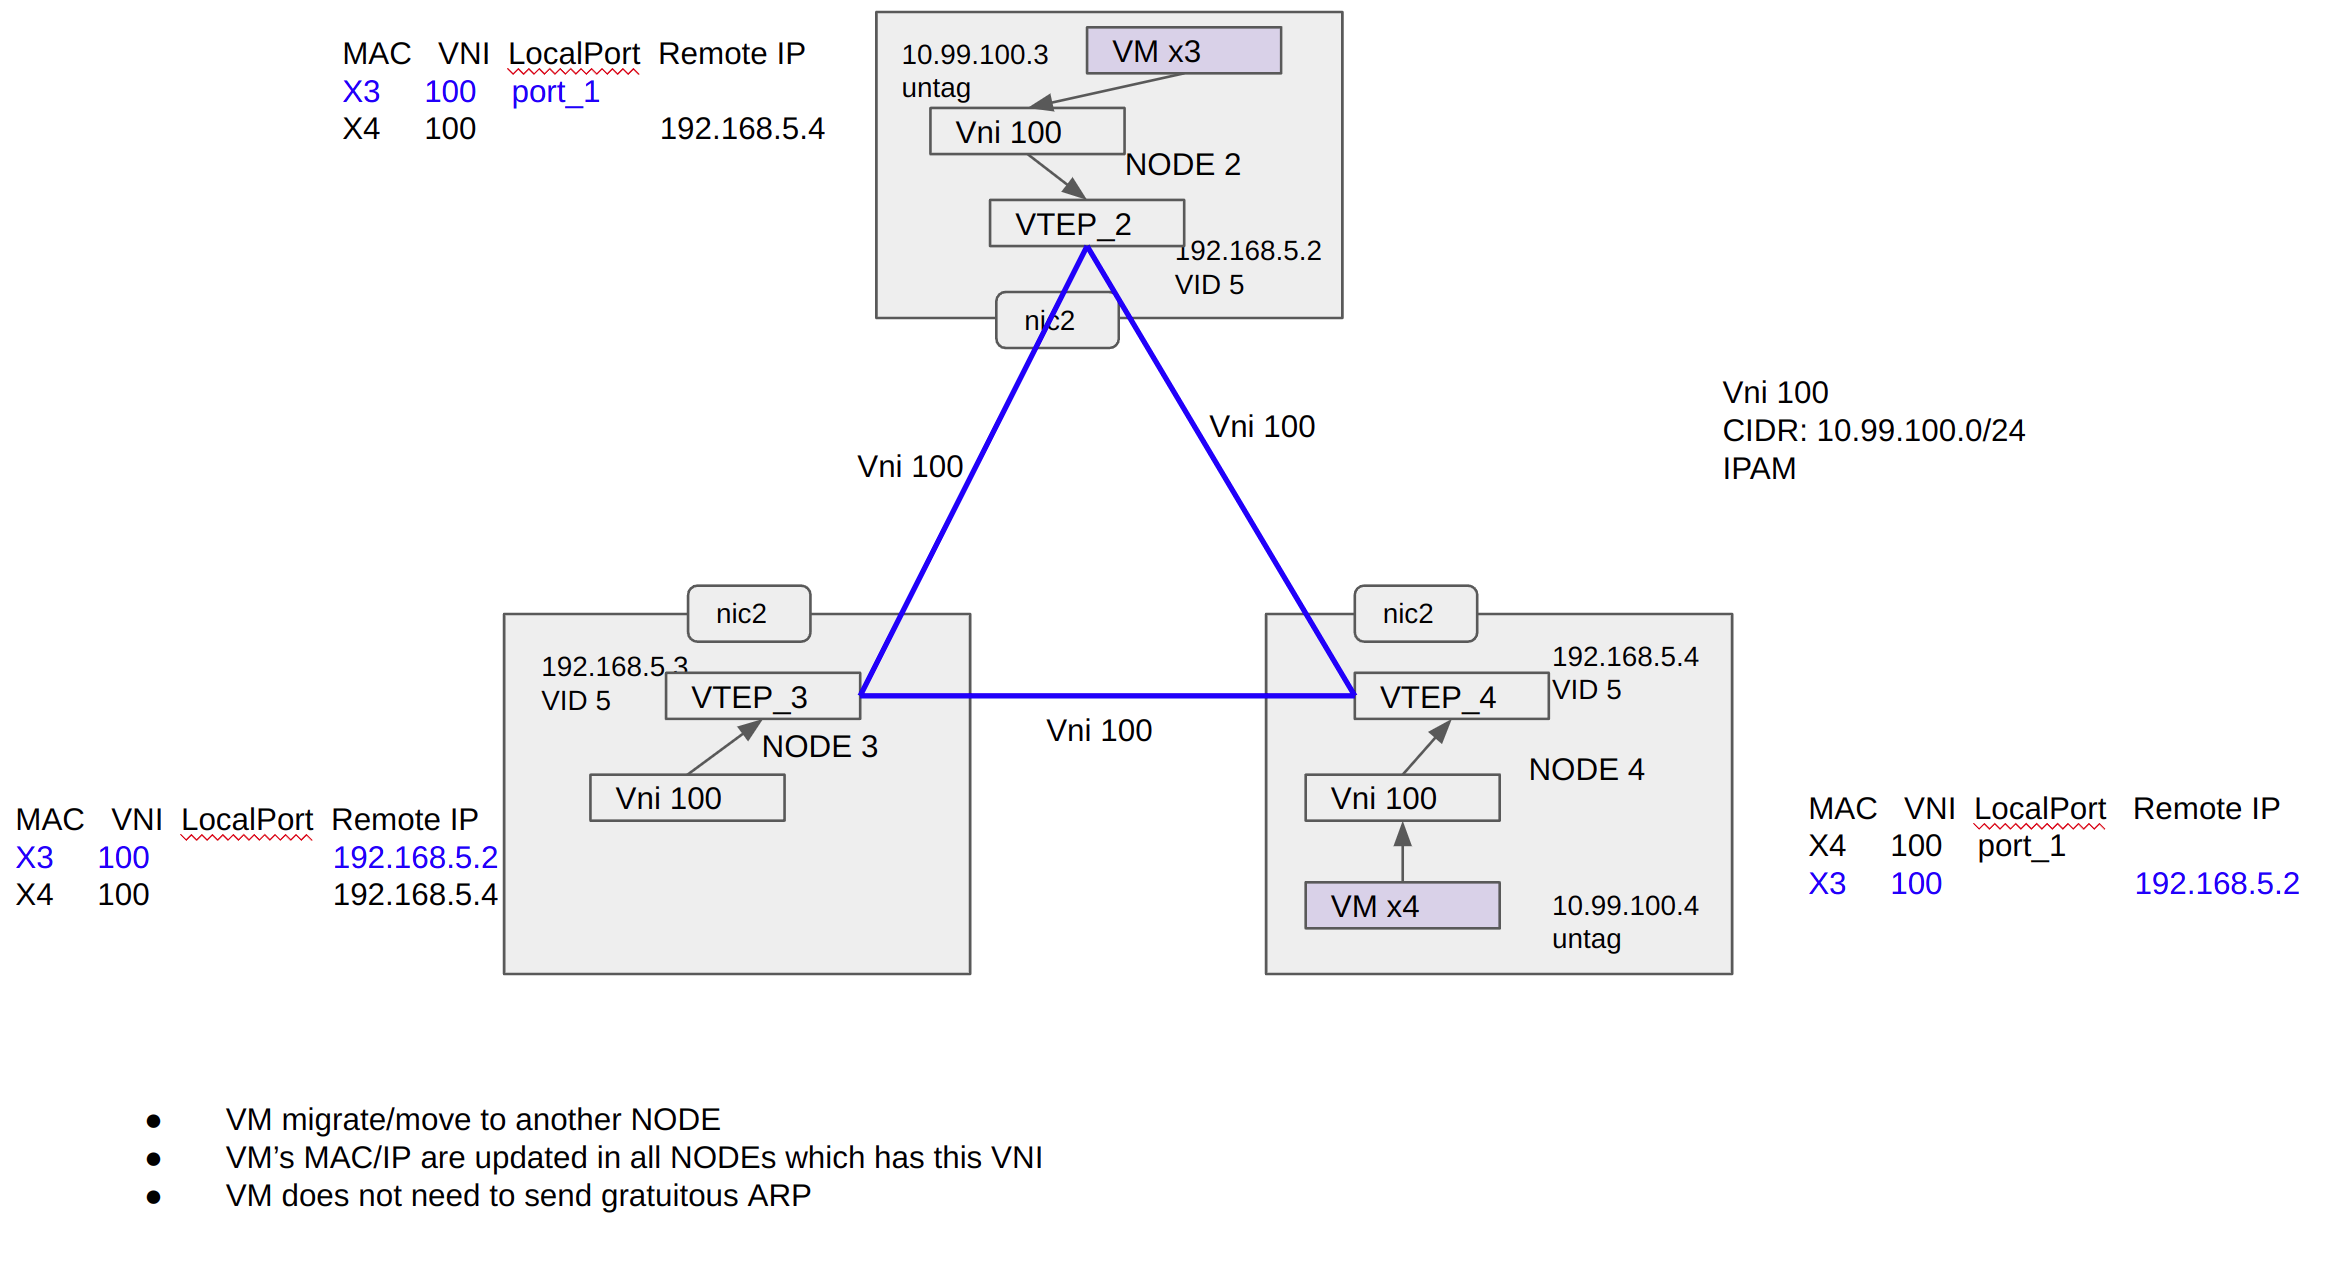 MAC VNI LocalPort Remote IP
X3 100 port_1
X4 100 192.168.5.4
10.99.100.3
untag
VM x3
Vni 100
NODE 2
VTEP_2
192.168.5.2
VID 5
nic2
Vni 100
Vni 100
Vni 100
CIDR: 10.99.100.0/24
IPAM
nic2
192.168.5.3
VID 5
VTEP_3
NODE 3
Vni 100
Vni 100
nic2
192.168.5.4
VID 5
VTEP_4
NODE 4
Vni 100
VM x4
10.99.100.4
untag
MAC VNI LocalPort Remote IP
X3 100 192.168.5.2
X4 100 192.168.5.4
MAC VNI LocalPort Remote IP
X4 100 port_1
X3 100 192.168.5.2
● VM migrate/move to another NODE
● VM’s MAC/IP are updated in all NODEs which has this VNI
● VM does not need to send gratuitous ARP